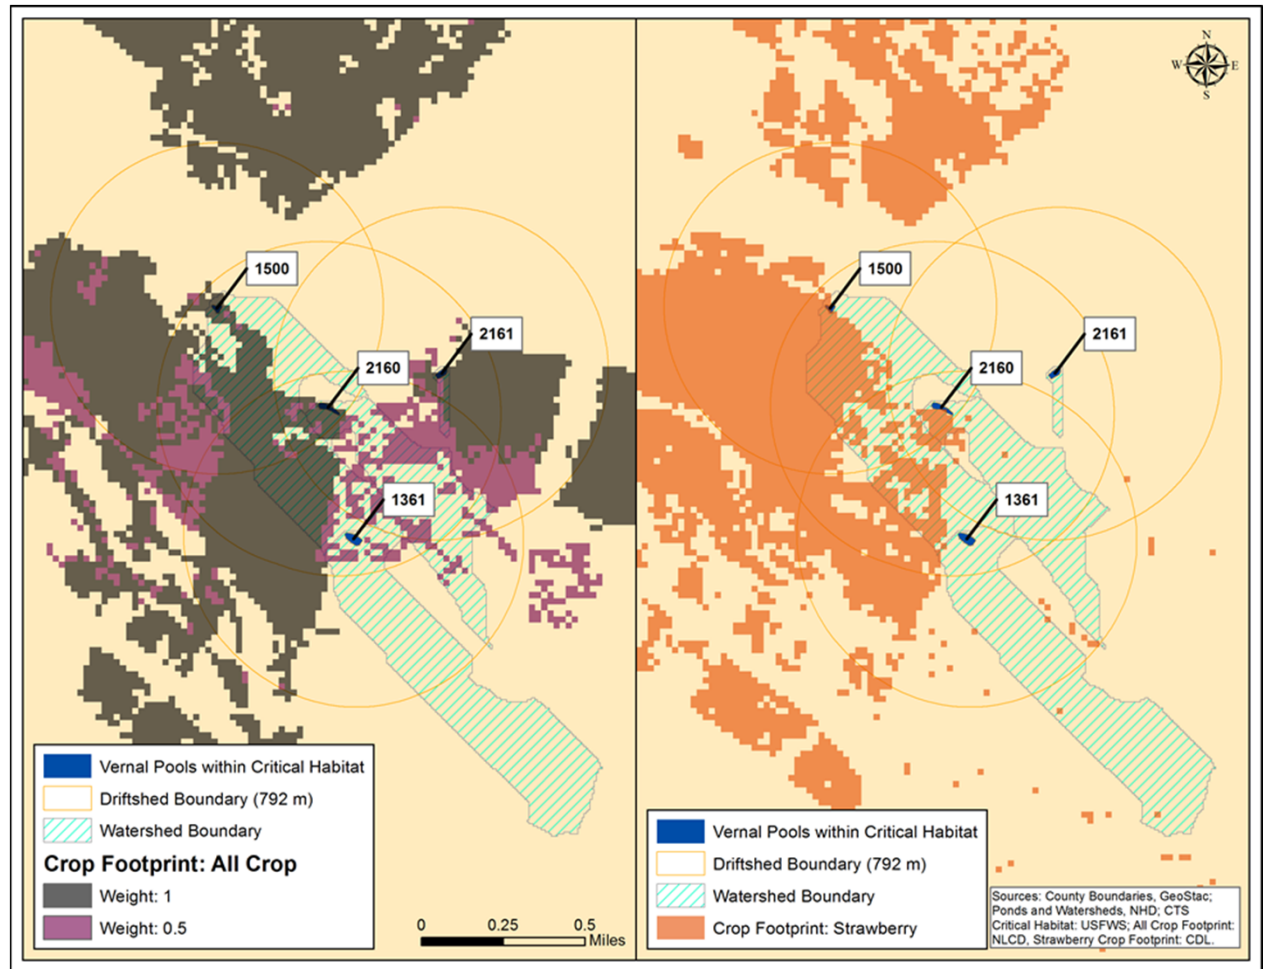 N
W E
S
1500
2161
2160
1361
1500
2161
2160
1361
Vernal Pools within Critical Habitat
Driftshed Boundary (792 m)
Watershed Boundary
Crop Footprint: All Crop
Weight: 1
Weight: 0.5
0 0.25 0.5
Miles
Vernal Pools within Critical Habitat
Driftshed Boundary (792 m)
Watershed Boundary
Crop Footprint: Strawberry
Sources: County Boundaries, GeoStac;
Ponds and Watersheds, NHD; CTS
Critical Habitat: USFWS; All Crop Footprint:
NLCD, Strawberry Crop Footprint: CDL.